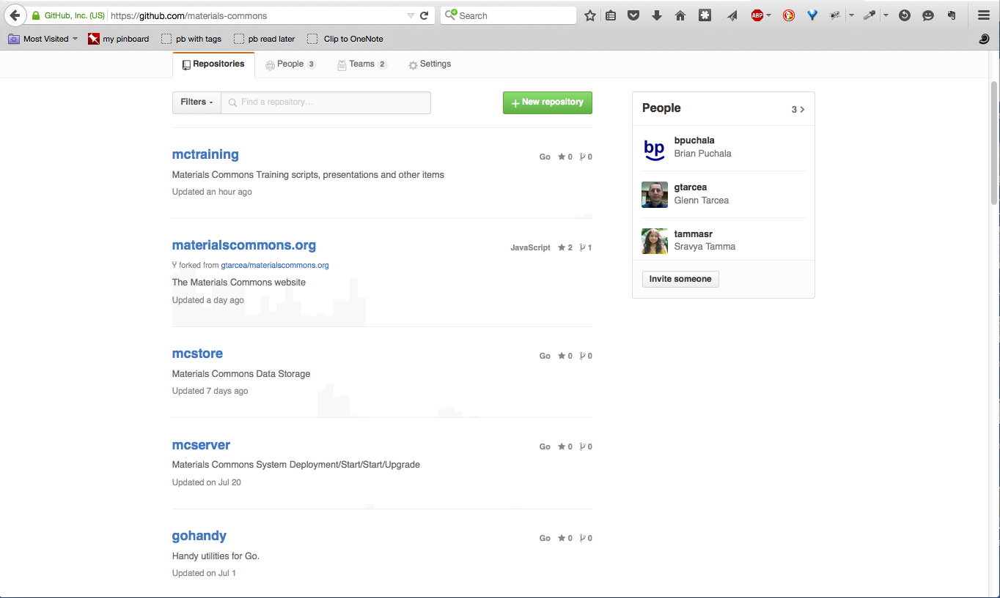 GitHub, Inc. (US) https://github.com/materials-commons Search
ABP
Most Visited my pinboard pb with tags pb read later Clip to OneNote
Repositories People 3 Teams 2 Settings
Filters Find a repository… New repository
mctraining Go 0 0
Materials Commons Training scripts, presentations and other items
Updated an hour ago
materialscommons.org JavaScript 2 1
forked from gtarcea/materialscommons.org
The Materials Commons website
Updated a day ago
mcstore Go 0 0
Materials Commons Data Storage
Updated 7 days ago
mcserver Go 0 0
Materials Commons System Deployment/Start/Start/Upgrade
Updated on Jul 20
gohandy Go 0 0
Handy utilities for Go.
Updated on Jul 1
People 3
bp
bpuchala
Brian Puchala
gtarcea
Glenn Tarcea
tammasr
Sravya Tamma
Invite someone